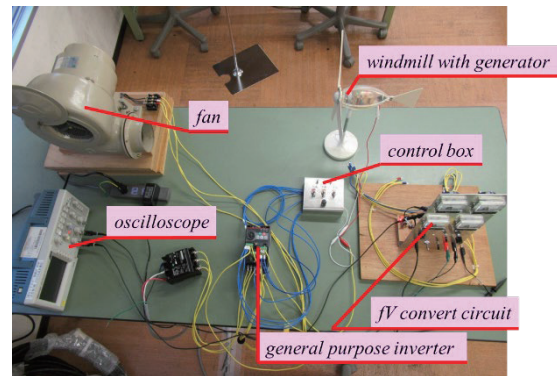 windmill with generator
fan
control box
oscilloscope
fV convert circuit
general purpose inverter